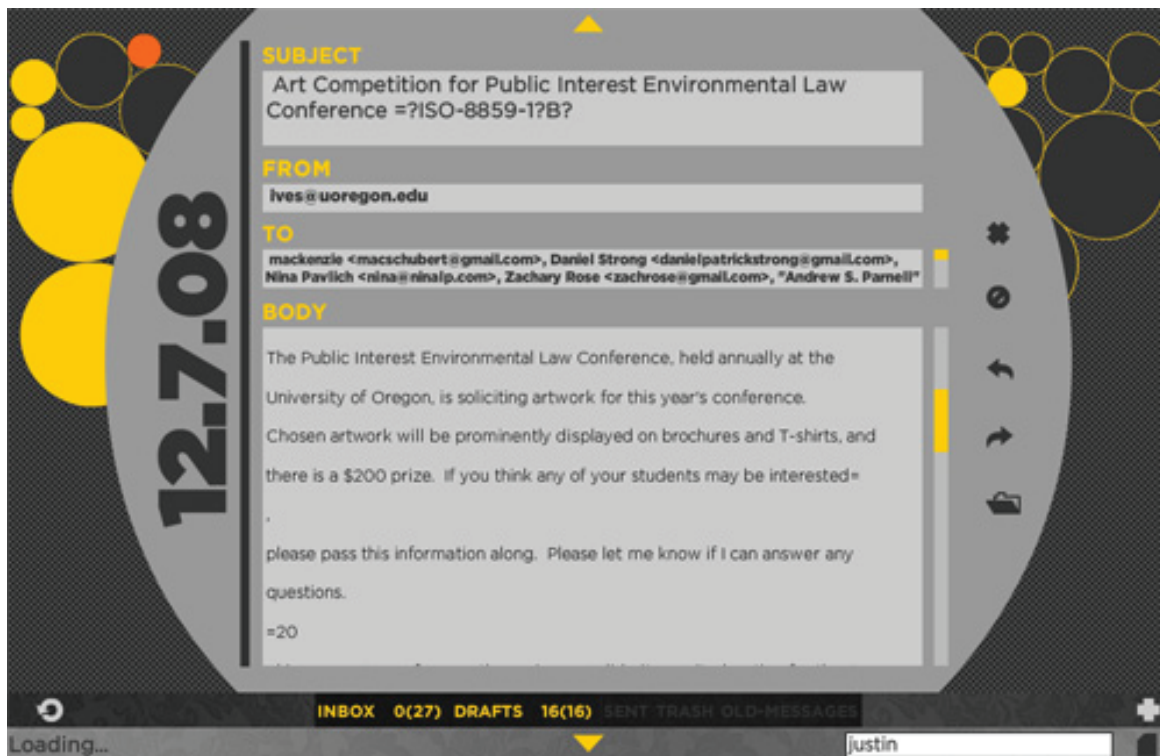 SUBJECT
Art Competition for Public Interest Environmental Law
Conference =?ISO-8859-1?B?
FROM
ives@uoregon.edu
TO
mackenzie <macschubert@gmail.com>, Daniel Strong <danielpatrickstrong@gmail.com>,
Nina Pavlich <nina@ninalp.com>, Zachary Rose <zachrose@gmail.com>, "Andrew S. Parnell"
BODY
The Public Interest Environmental Law Conference, held annually at the
University of Oregon, is soliciting artwork for this year's conference.
Chosen artwork will be prominently displayed on brochures and T-shirts, and
there is a $200 prize.  If you think any of your students may be interested=
,
please pass this information along.  Please let me know if I can answer any
questions.
=20
12.7.08
INBOX 0(27) DRAFTS 16(16) SENT TRASH OLD-MESSAGES
Loading...
justin